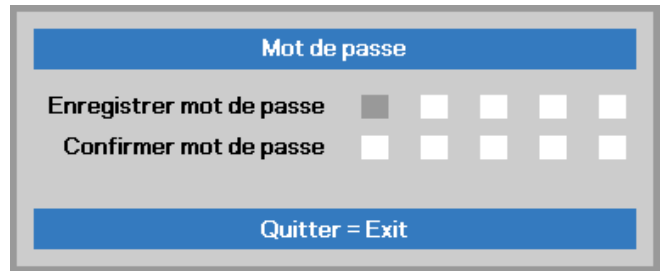 Mot de passe
Enregistrer mot de passe
Confirmer mot de passe
Quitter = Exit